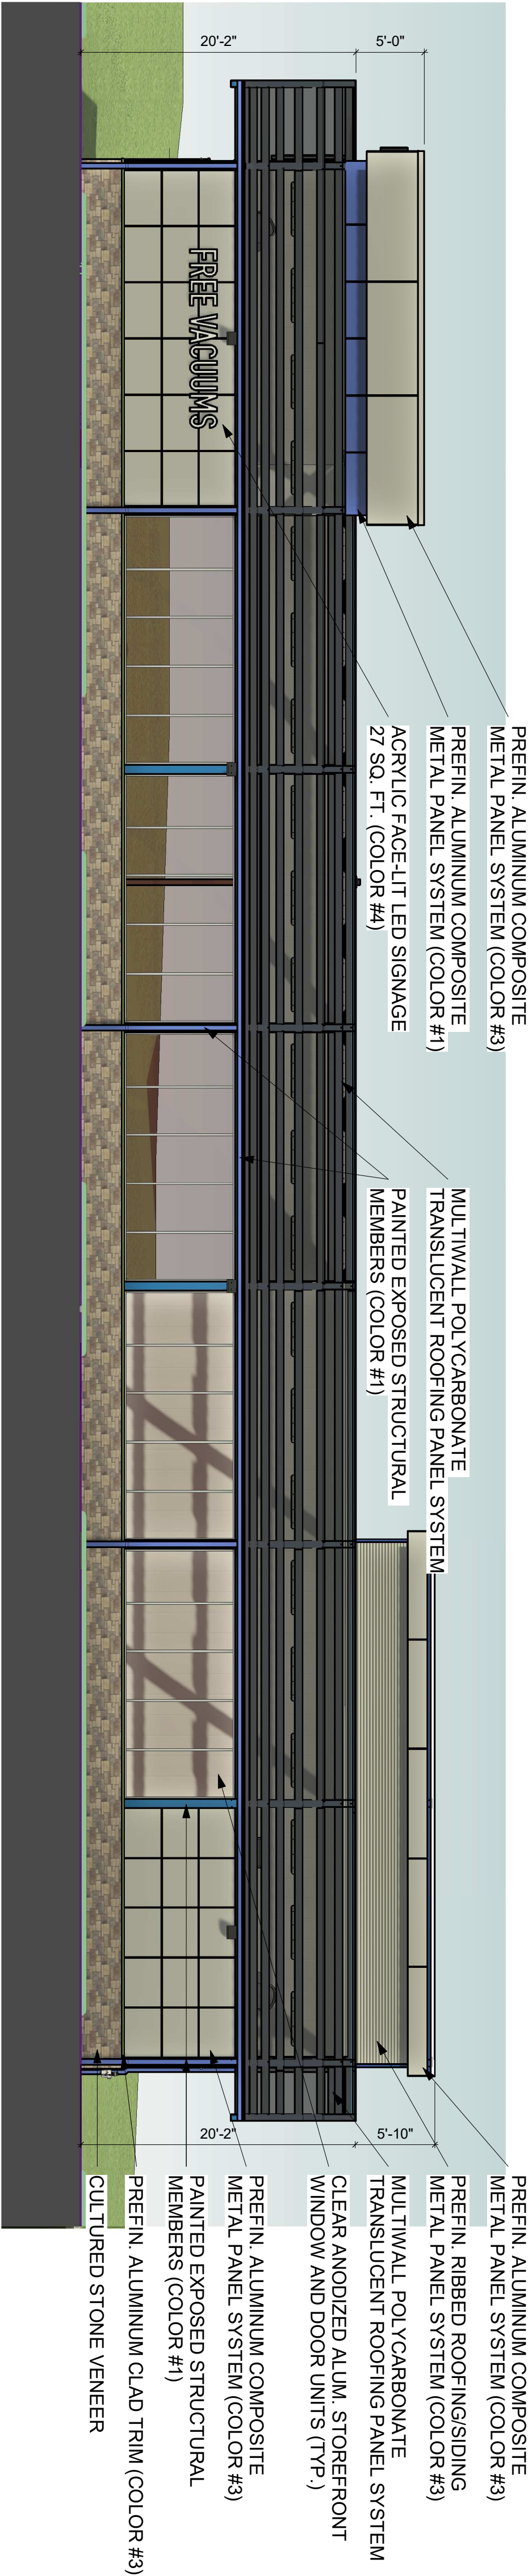 20'-2"
5'-0"
FREE VACUUMS
PREFIN. ALUMINUM COMPOSITE
METAL PANEL SYSTEM (COLOR #3)
PREFIN. ALUMINUM COMPOSITE
METAL PANEL SYSTEM (COLOR #1)
ACRYLIC FACE-LIT LED SIGNAGE
27 SQ. FT. (COLOR #4)
MULTIWALL POLYCARBONATE
TRANSLUCENT ROOFING PANEL SYSTEM
PAINTED EXPOSED STRUCTURAL
MEMBERS (COLOR #1)
20'-2"
5'-10"
PREFIN. ALUMINUM COMPOSITE
METAL PANEL SYSTEM (COLOR #3)
PREFIN. RIBBED ROOFING/SIDING
METAL PANEL SYSTEM (COLOR #3)
MULTIWALL POLYCARBONATE
TRANSLUCENT ROOFING PANEL SYSTEM
CLEAR ANODIZED ALUM. STOREFRONT
WINDOW AND DOOR UNITS (TYP.)
PREFIN. ALUMINUM COMPOSITE
METAL PANEL SYSTEM (COLOR #3)
PAINTED EXPOSED STRUCTURAL
MEMBERS (COLOR #1)
PREFIN. ALUMINUM CLAD TRIM (COLOR #3)
CULTURED STONE VENEER